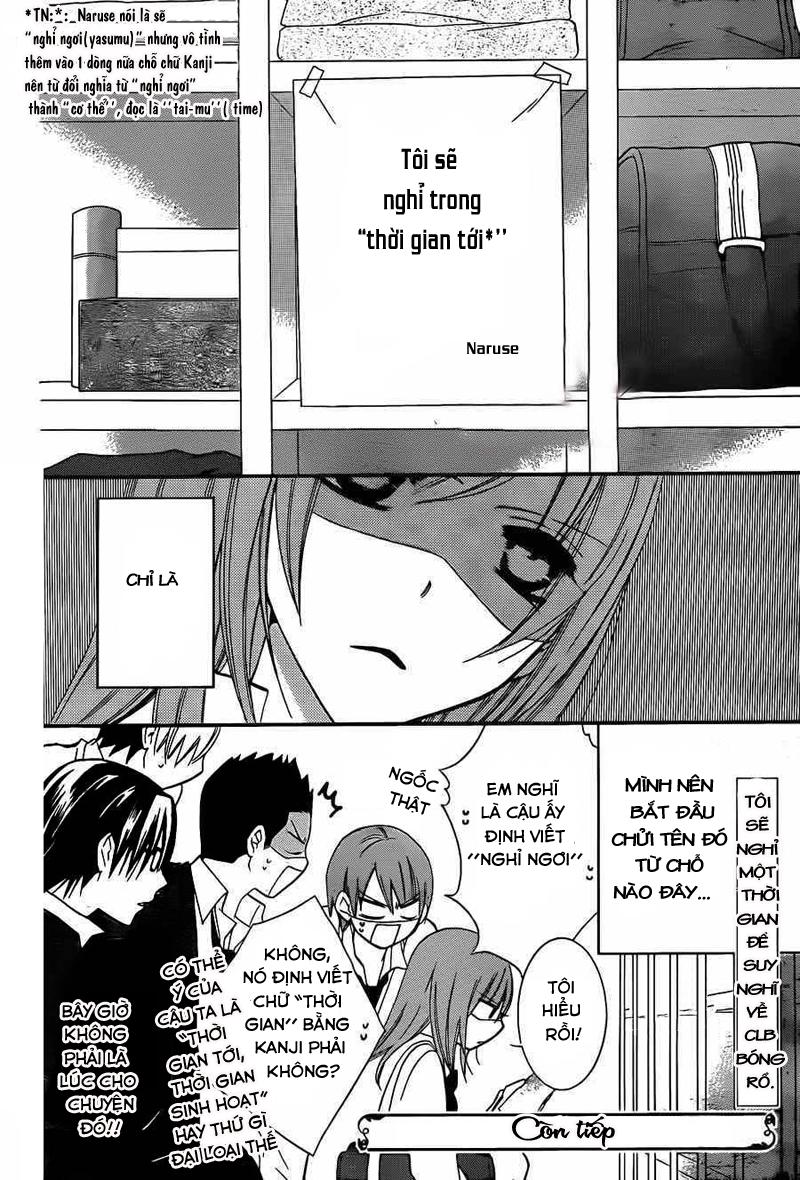 *TN:*:_Naruse nói là sẽ
"nghỉ ngơi(yasumu)" nhưng vô tình
thêm vào 1 dòng nữa chỗ chữ Kanji
nên từ đổi nghĩa từ "nghỉ ngơi"
thành "cơ thể", đọc là "tai-mu"( time)
Tôi sẽ
nghỉ trong
"thời gian tới*"
Naruse
CHỈ LÀ
MÌNH NÊN
BẮT ĐẦU
CHỬI TÊN ĐÓ
TỪ CHỖ
NÀO ĐÂY...
TÔI
SẼ
NGHỈ
MỘT
THỜI
GIAN
ĐỂ
SUY
NGHĨ
VỀ
CLB
BÓNG
RỔ.
EM NGHĨ
LÀ CẬU ẤY
ĐỊNH VIẾT
"NGHỈ NGƠI"
NGỐC
THẬT
TÔI
HIỂU
RỒI!
KHÔNG,
NÓ ĐỊNH VIẾT
CHỮ "THỜI
GIAN" BẰNG
KANJI PHẢI
KHÔNG?
CÓ THỂ
Ý CỦA
CẬU TA LÀ
"THỜI
GIAN TỚI,
THỜI GIAN
SINH HOẠT"
HAY THỨ GÌ
ĐẠI LOẠI THẾ
BÂY GIỜ
KHÔNG
PHẢI LÀ
LÚC CHO
CHUYỆN
ĐÓ!!
Còn tiếp